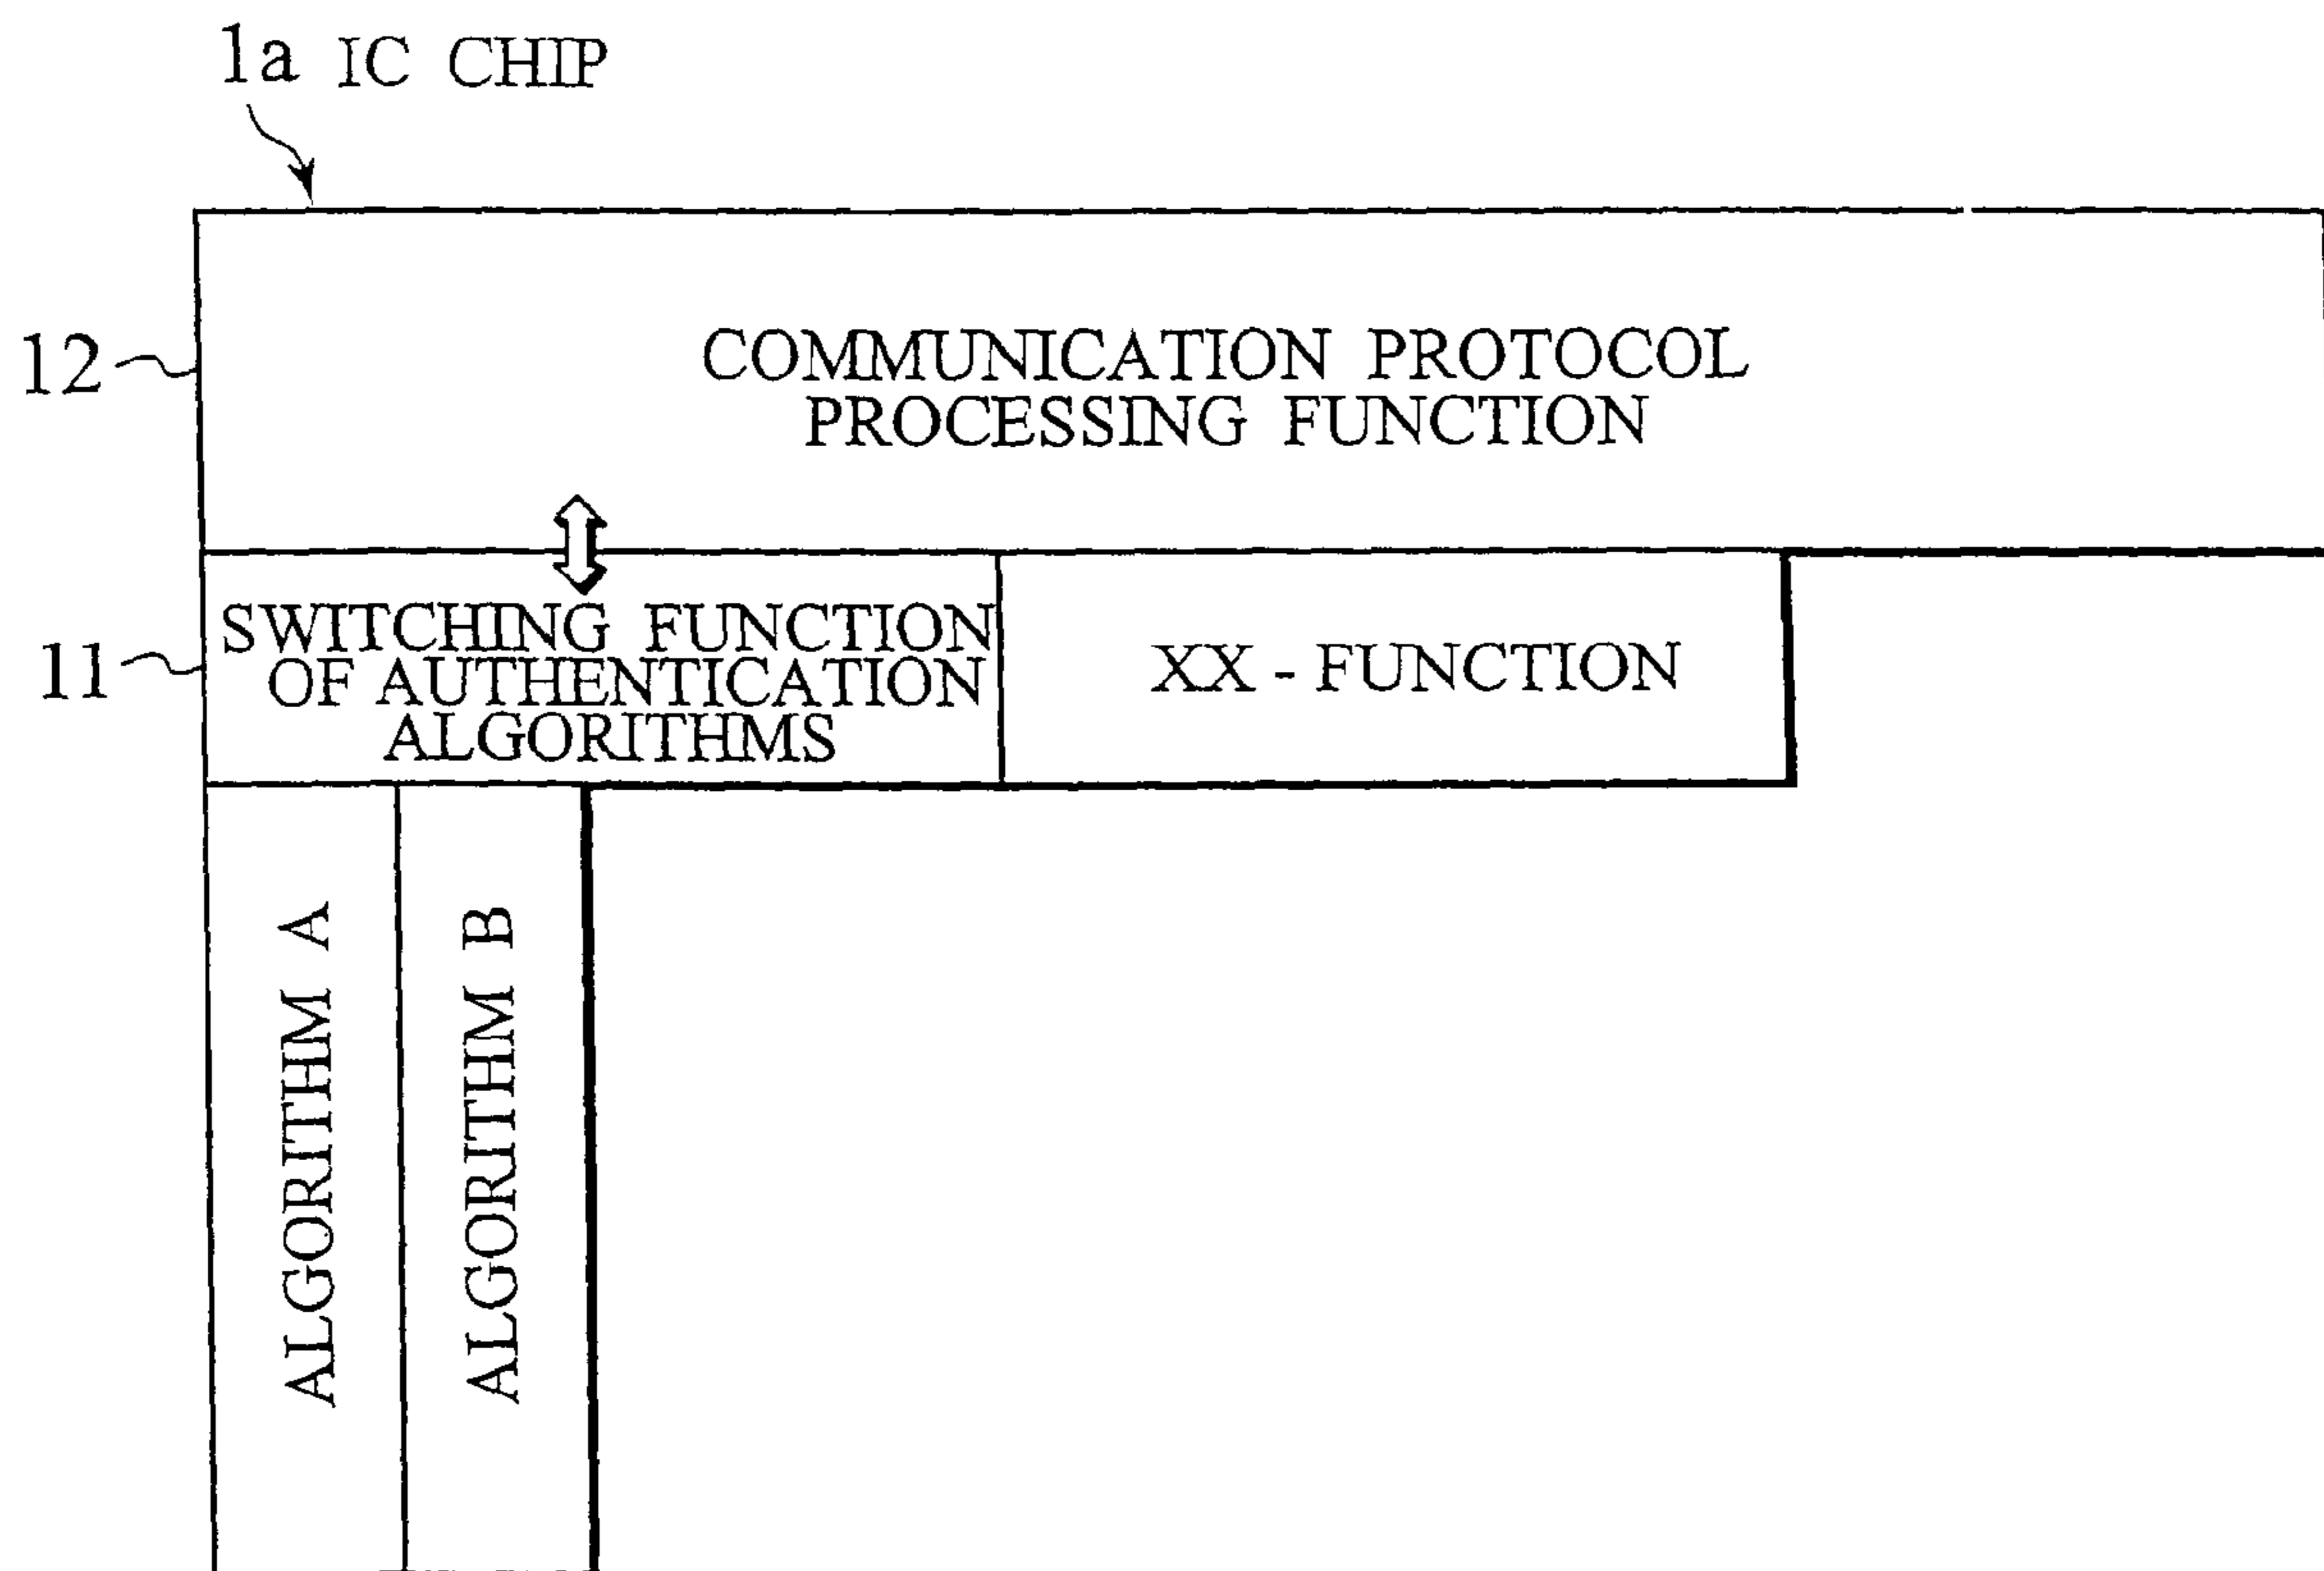 1a IC CHIP
12
COMMUNICATION PROTOCOL
PROCESSING FUNCTION
11
SWITCHING FUNCTION
OF AUTHENTICATION
ALGORITHMS
XX - FUNCTION
ALGORITHM A
ALGORITHM B